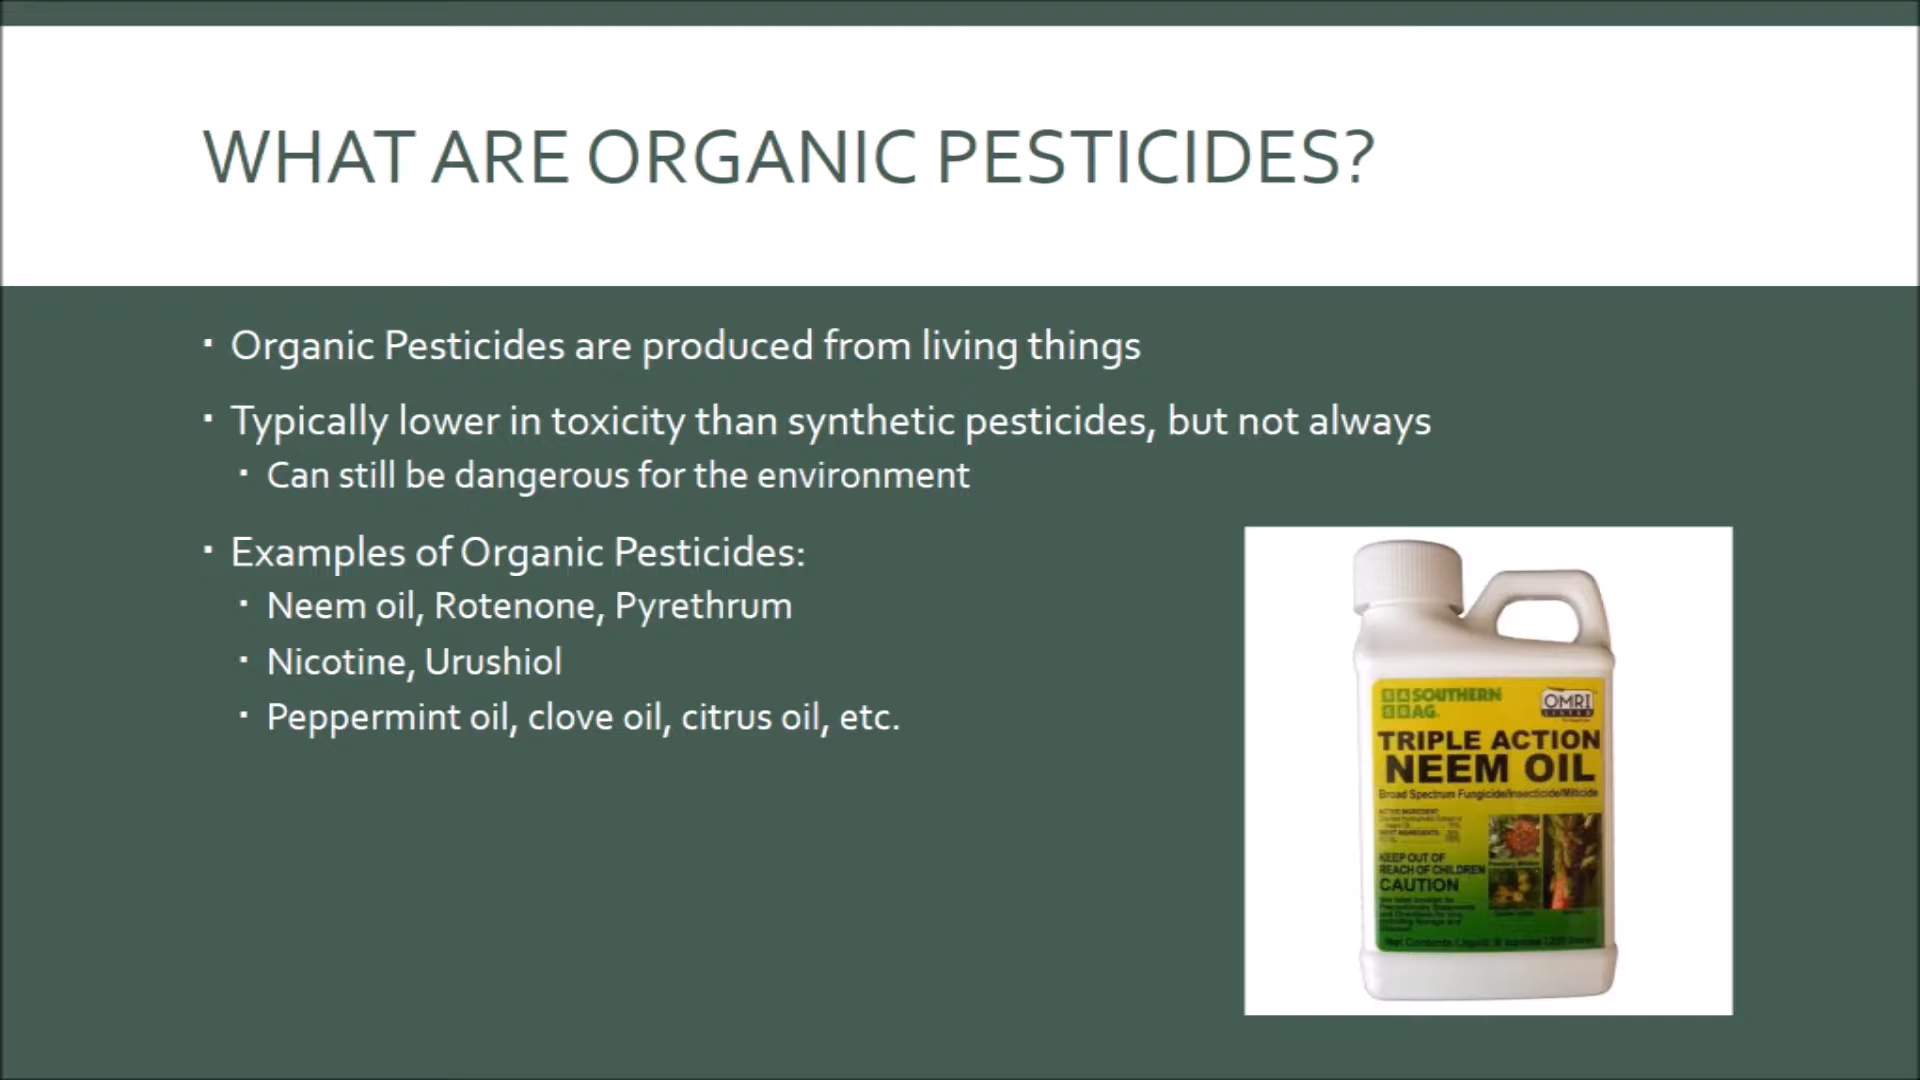 WHAT ARE ORGANIC PESTICIDES?
Organic Pesticides are produced from living things
Typically lower in toxicity than synthetic pesticides, but not always
Can still be dangerous for the environment
Examples of Organic Pesticides:
Neem oil, Rotenone, Pyrethrum
Nicotine, Urushiol
Peppermint oil, clove oil, citrus oil, etc.
SOUTHERN
AG
OMRI
LISTED
TRIPLE ACTION
NEEM OIL
Broad Spectrum Fungicide/Insecticide/Miticide
ACTIVE INGREDIENT:
KEEP OUT OF
REACH OF CHILDREN
CAUTION